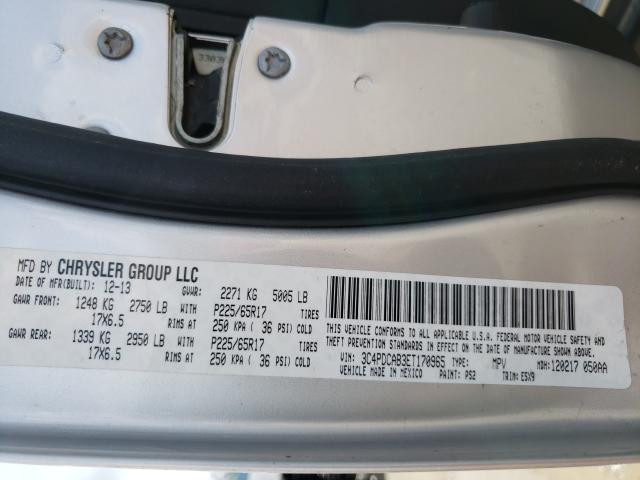 33038
MFD BY CHRYSLER GROUP LLC
DATE OF MFR(BUILT): 12-13 GVWR: 2271 KG 5005 LB
GAWR FRONT: 1248 KG 2750 LB WITH P225/65R17 TIRES
17X6.5 RIMS AT 250 KPA ( 36 PSI) COLD
GAWR REAR: 1339 KG 2950 LB WITH P225/65R17 TIRES
17X6.5 RIMS AT 250 KPA ( 36 PSI) COLD
THIS VEHICLE CONFORMS TO ALL APPLICABLE U.S.A. FEDERAL MOTOR VEHICLE SAFETY AND
THEFT PREVENTION STANDARDS IN EFFECT ON THE DATE OF MANUFACTURE SHOWN ABOVE.
VIN: 3C4PDCAB3ET170965 TYPE: MPV MDH: 120217 050AA
VEHICLE MADE IN MEXICO PAINT: PS2 TRIM: E5X9